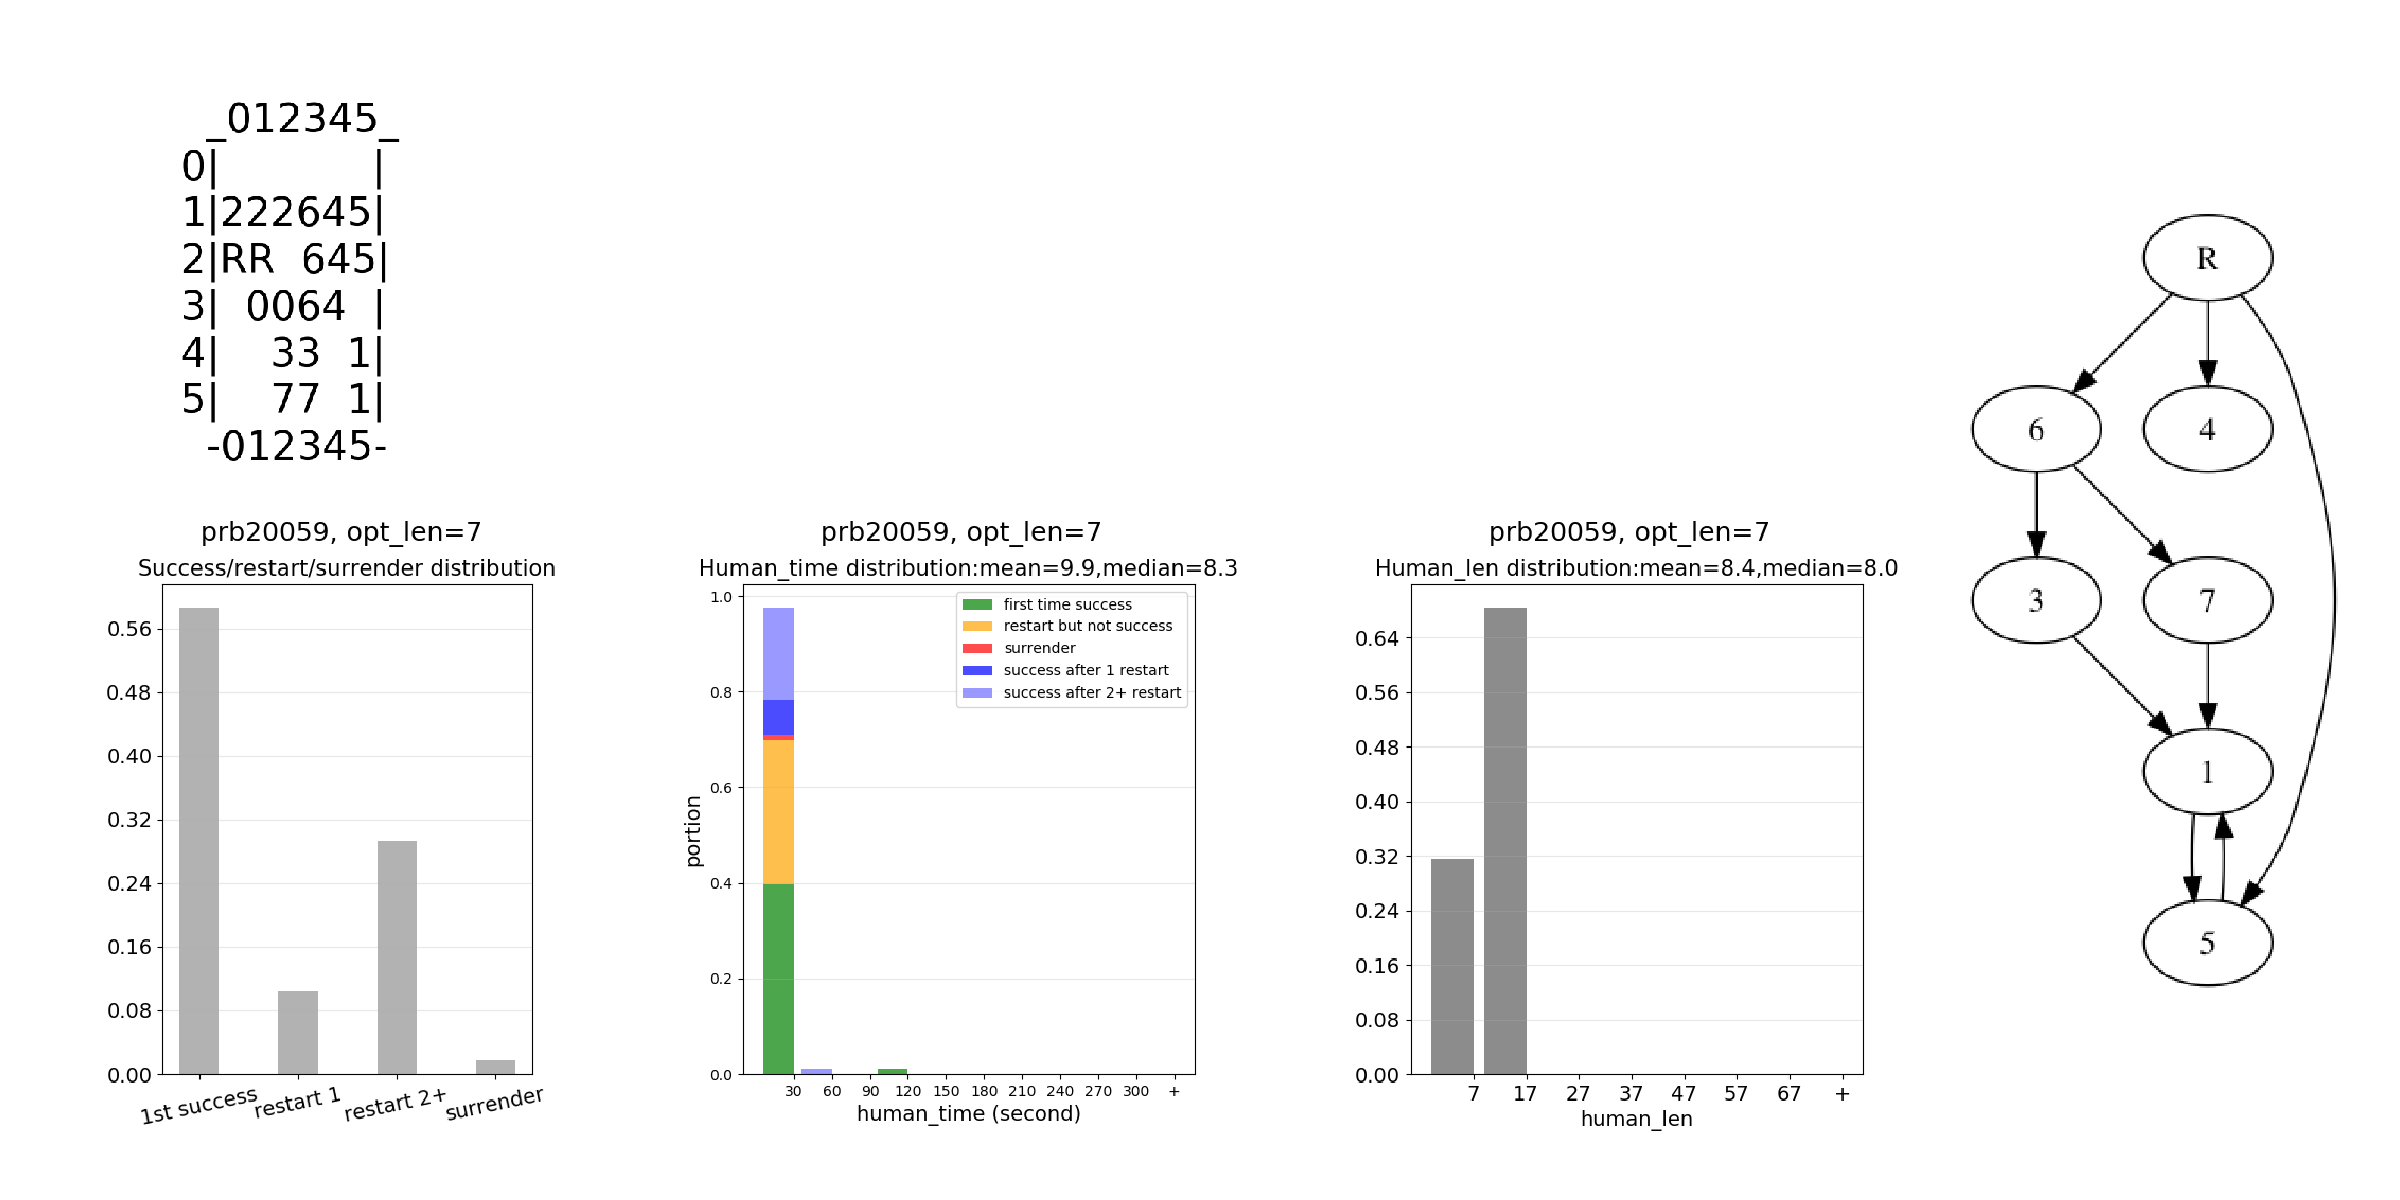 _012345_
0|      |
1|222645|
2|RR 645|
3| 0064 |
4|  33 1|
5|  77 1|
-012345-
prb20059, opt_len=7
Success/restart/surrender distribution
0.56
0.48
0.40
0.32
0.24
0.16
0.08
0.00
1st success restart 1 restart 2+ surrender
prb20059, opt_len=7
Human_time distribution:mean=9.9,median=8.3
1.0
0.8
0.6
0.4
0.2
0.0
portion
first time success
restart but not success
surrender
success after 1 restart
success after 2+ restart
30 60 90 120 150 180 210 240 270 300 +
human_time (second)
prb20059, opt_len=7
Human_len distribution:mean=8.4,median=8.0
0.64
0.56
0.48
0.40
0.32
0.24
0.16
0.08
0.00
7 17 27 37 47 57 67 +
human_len
R
6 4
3 7
1
5